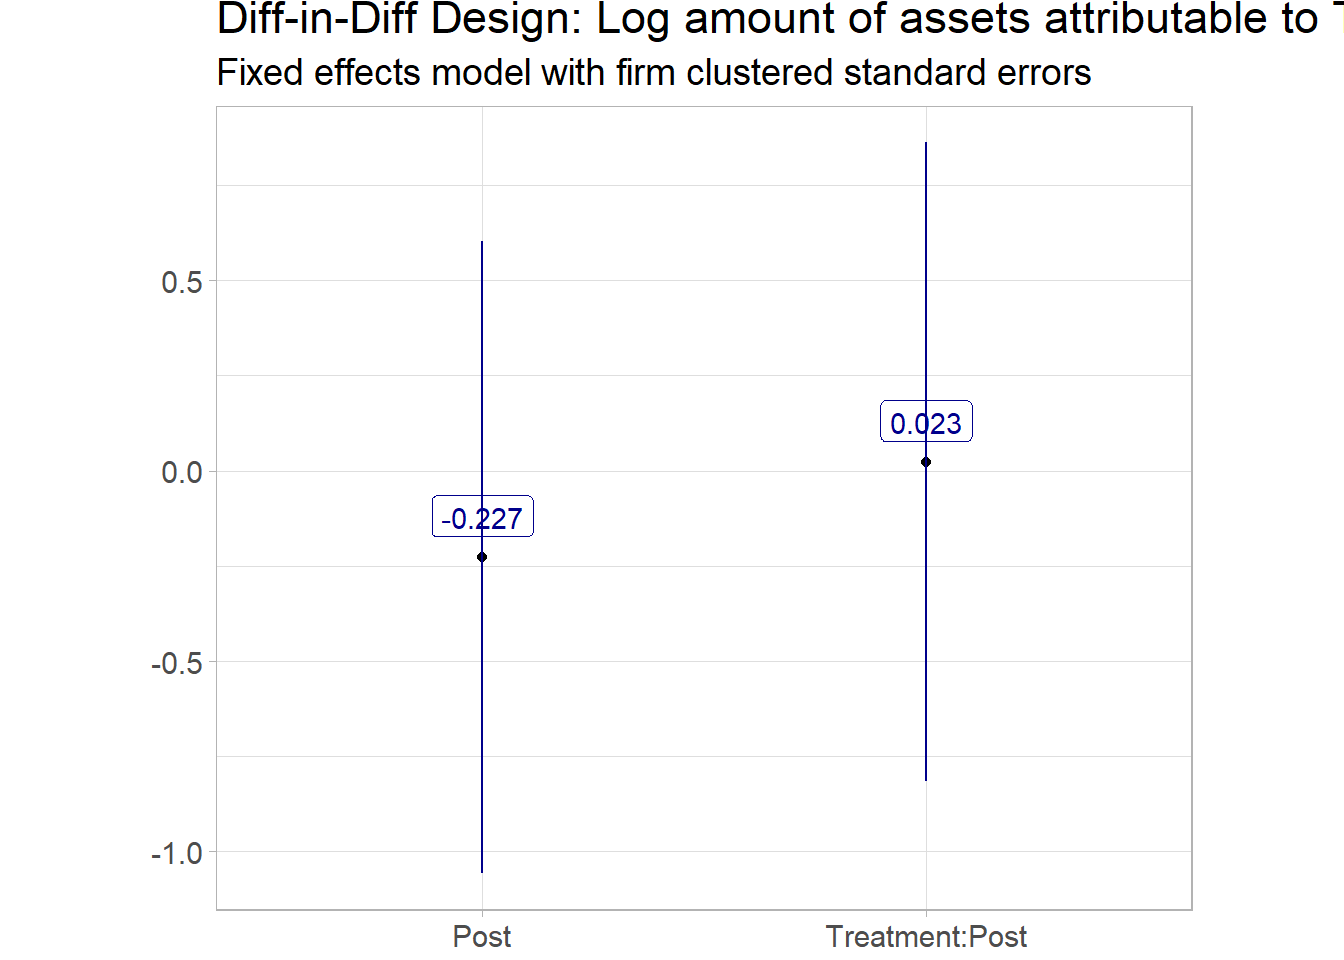 Diff-in-Diff Design: Log amount of assets attributable to
Fixed effects model with firm clustered standard errors
0.5
0.023
0.0
-0.227
-0.5
-1.0
Post Treatment:Post